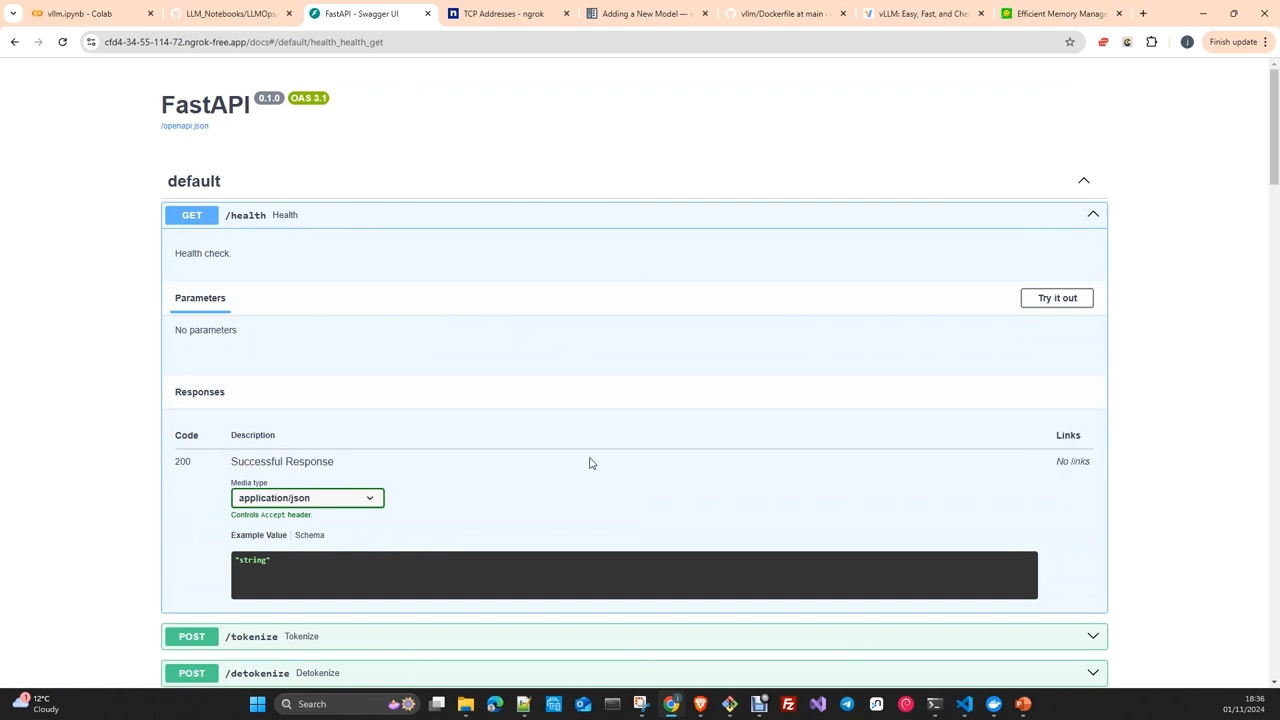 vllm.ipynb - Colab
LLM_Notebooks/LLMOps
FastAPI - Swagger UI
TCP Addresses - ngrok
Adding a New Model —
vllm/Dockerfile at main · v
vLLM: Easy, Fast, and Che
Efficient Memory Manage
cfd4-34-55-114-72.ngrok-free.app/docs#/default/health_health_get
Finish update
FastAPI 0.1.0 OAS 3.1
/openapi.json
default
GET /health Health
Health check.
Parameters
Try it out
No parameters
Responses
Code Description Links
200 Successful Response No links
Media type
application/json
Controls Accept header.
Example Value Schema
"string"
POST /tokenize Tokenize
POST /detokenize Detokenize
1
12°C
Cloudy
Search
18:36
01/11/2024